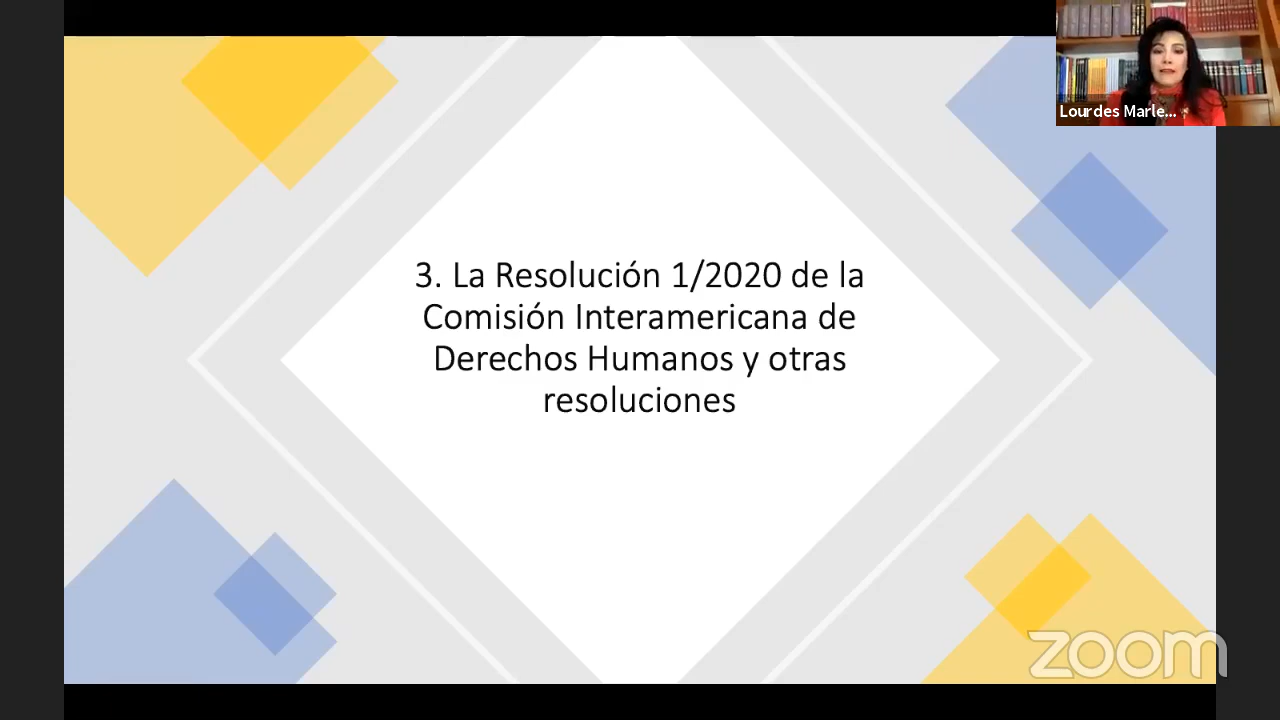 Lourdes Marle...
3. La Resolución 1/2020 de la
Comisión Interamericana de
Derechos Humanos y otras
resoluciones
zoom